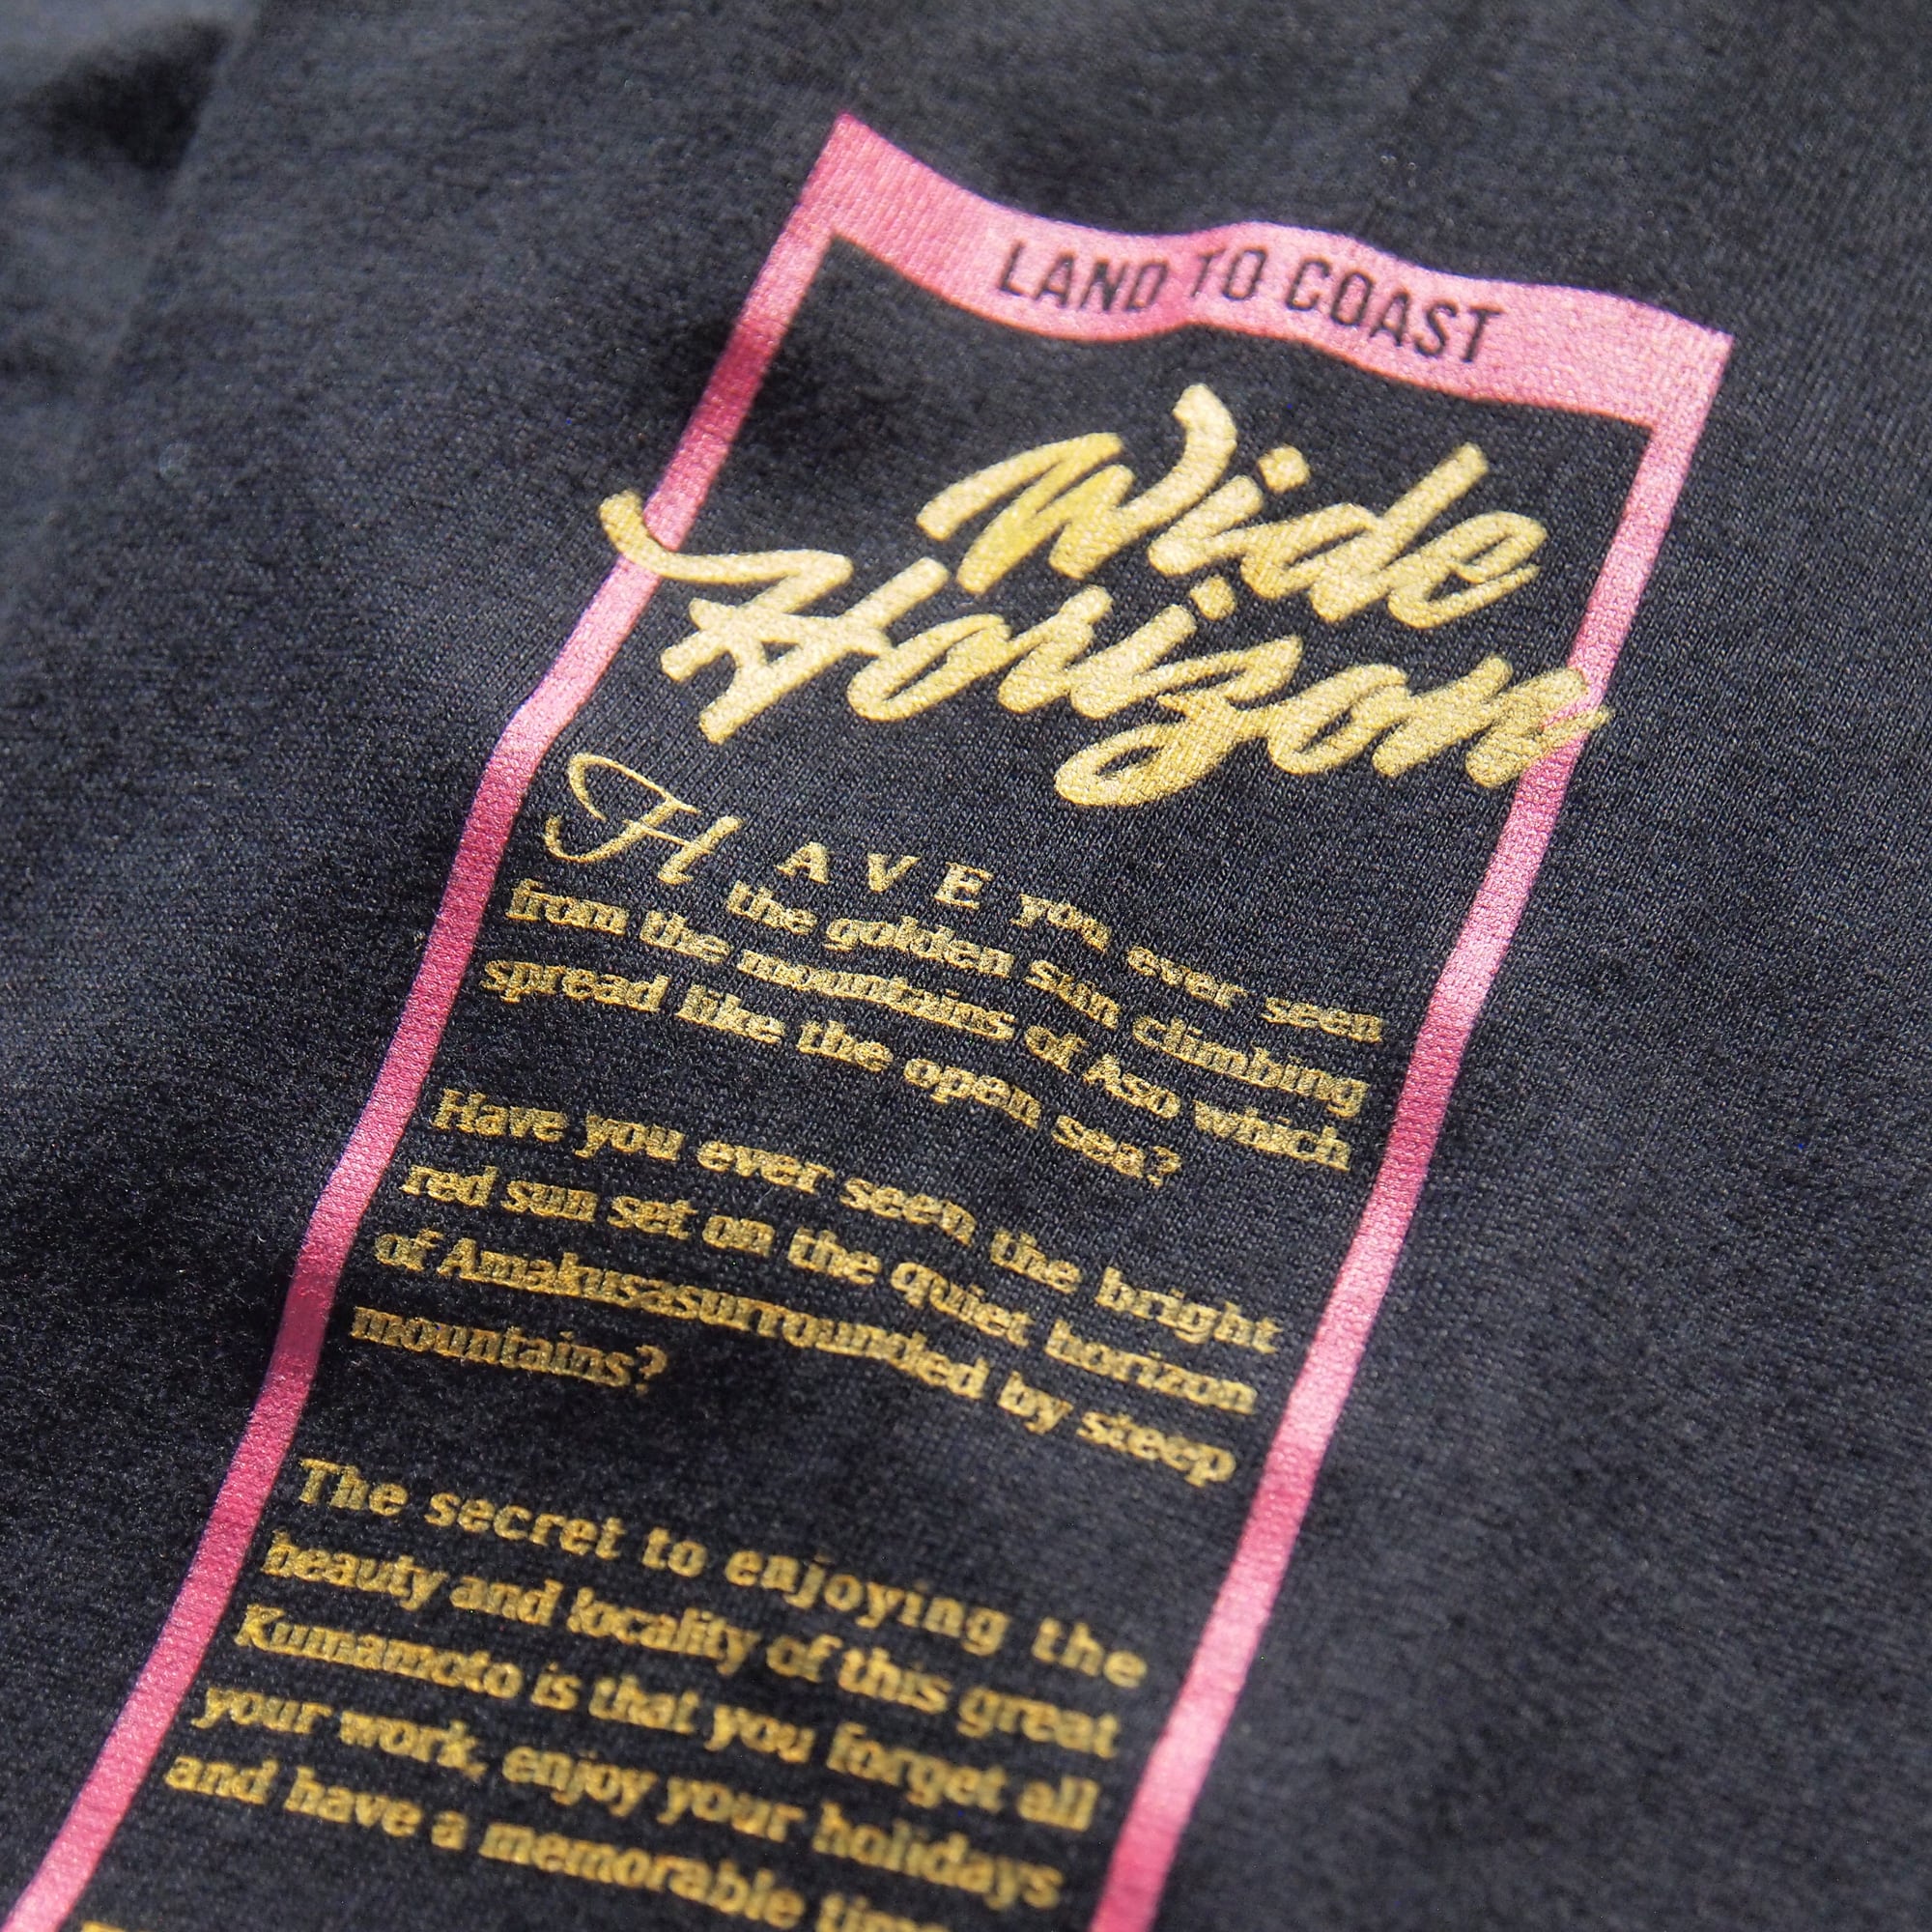 LAND TO COAST
Wide
Horizon
HAVE you ever seen
the golden sun climbing
from the mountains of Aso which
spread like the open sea?
Have you ever seen the bright
red sun set on the quiet horizon
of Amakusasurrounded by steep
mountains?
The secret to enjoying the
beauty and locality of this great
Kumamoto is that you forget all
your work, enjoy your holidays
and have a memorable time